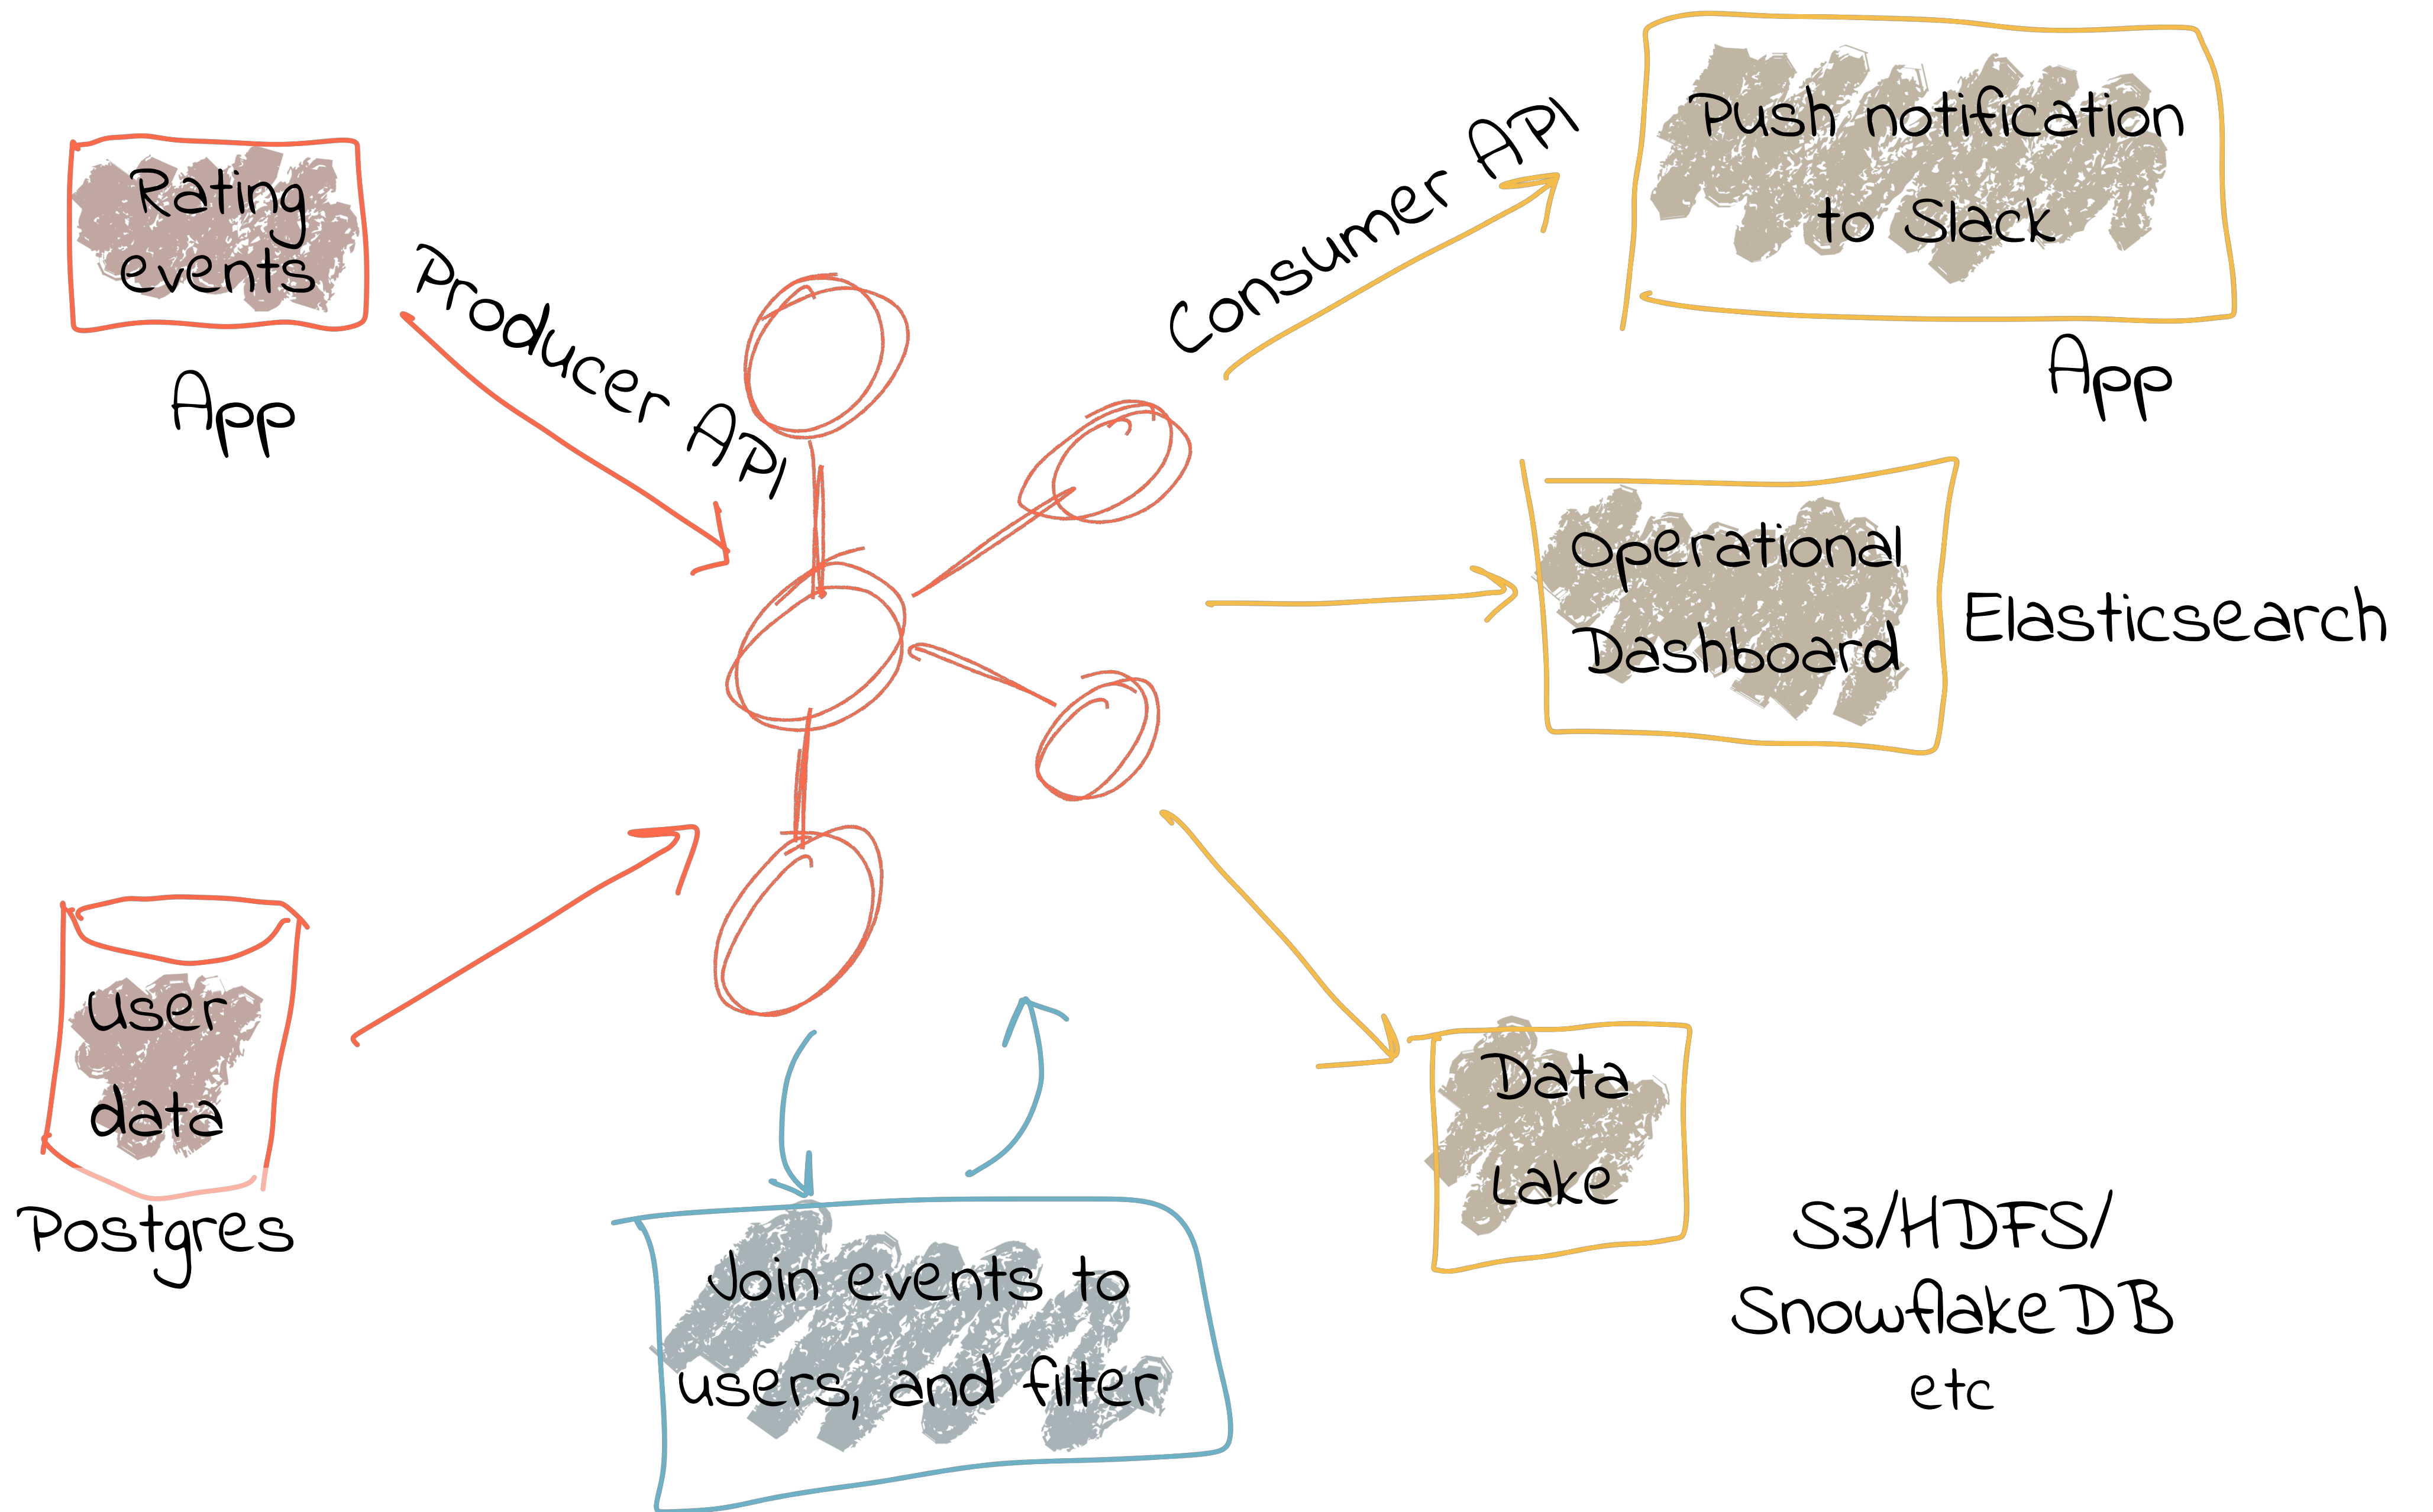 Rating
events
App
Producer API
Consumer API
Push notification
to Slack
App
Operational
Dashboard
Elasticsearch
User
data
Postgres
Join events to
users, and filter
Data
Lake
S3/HDFS/
SnowflakeDB
etc